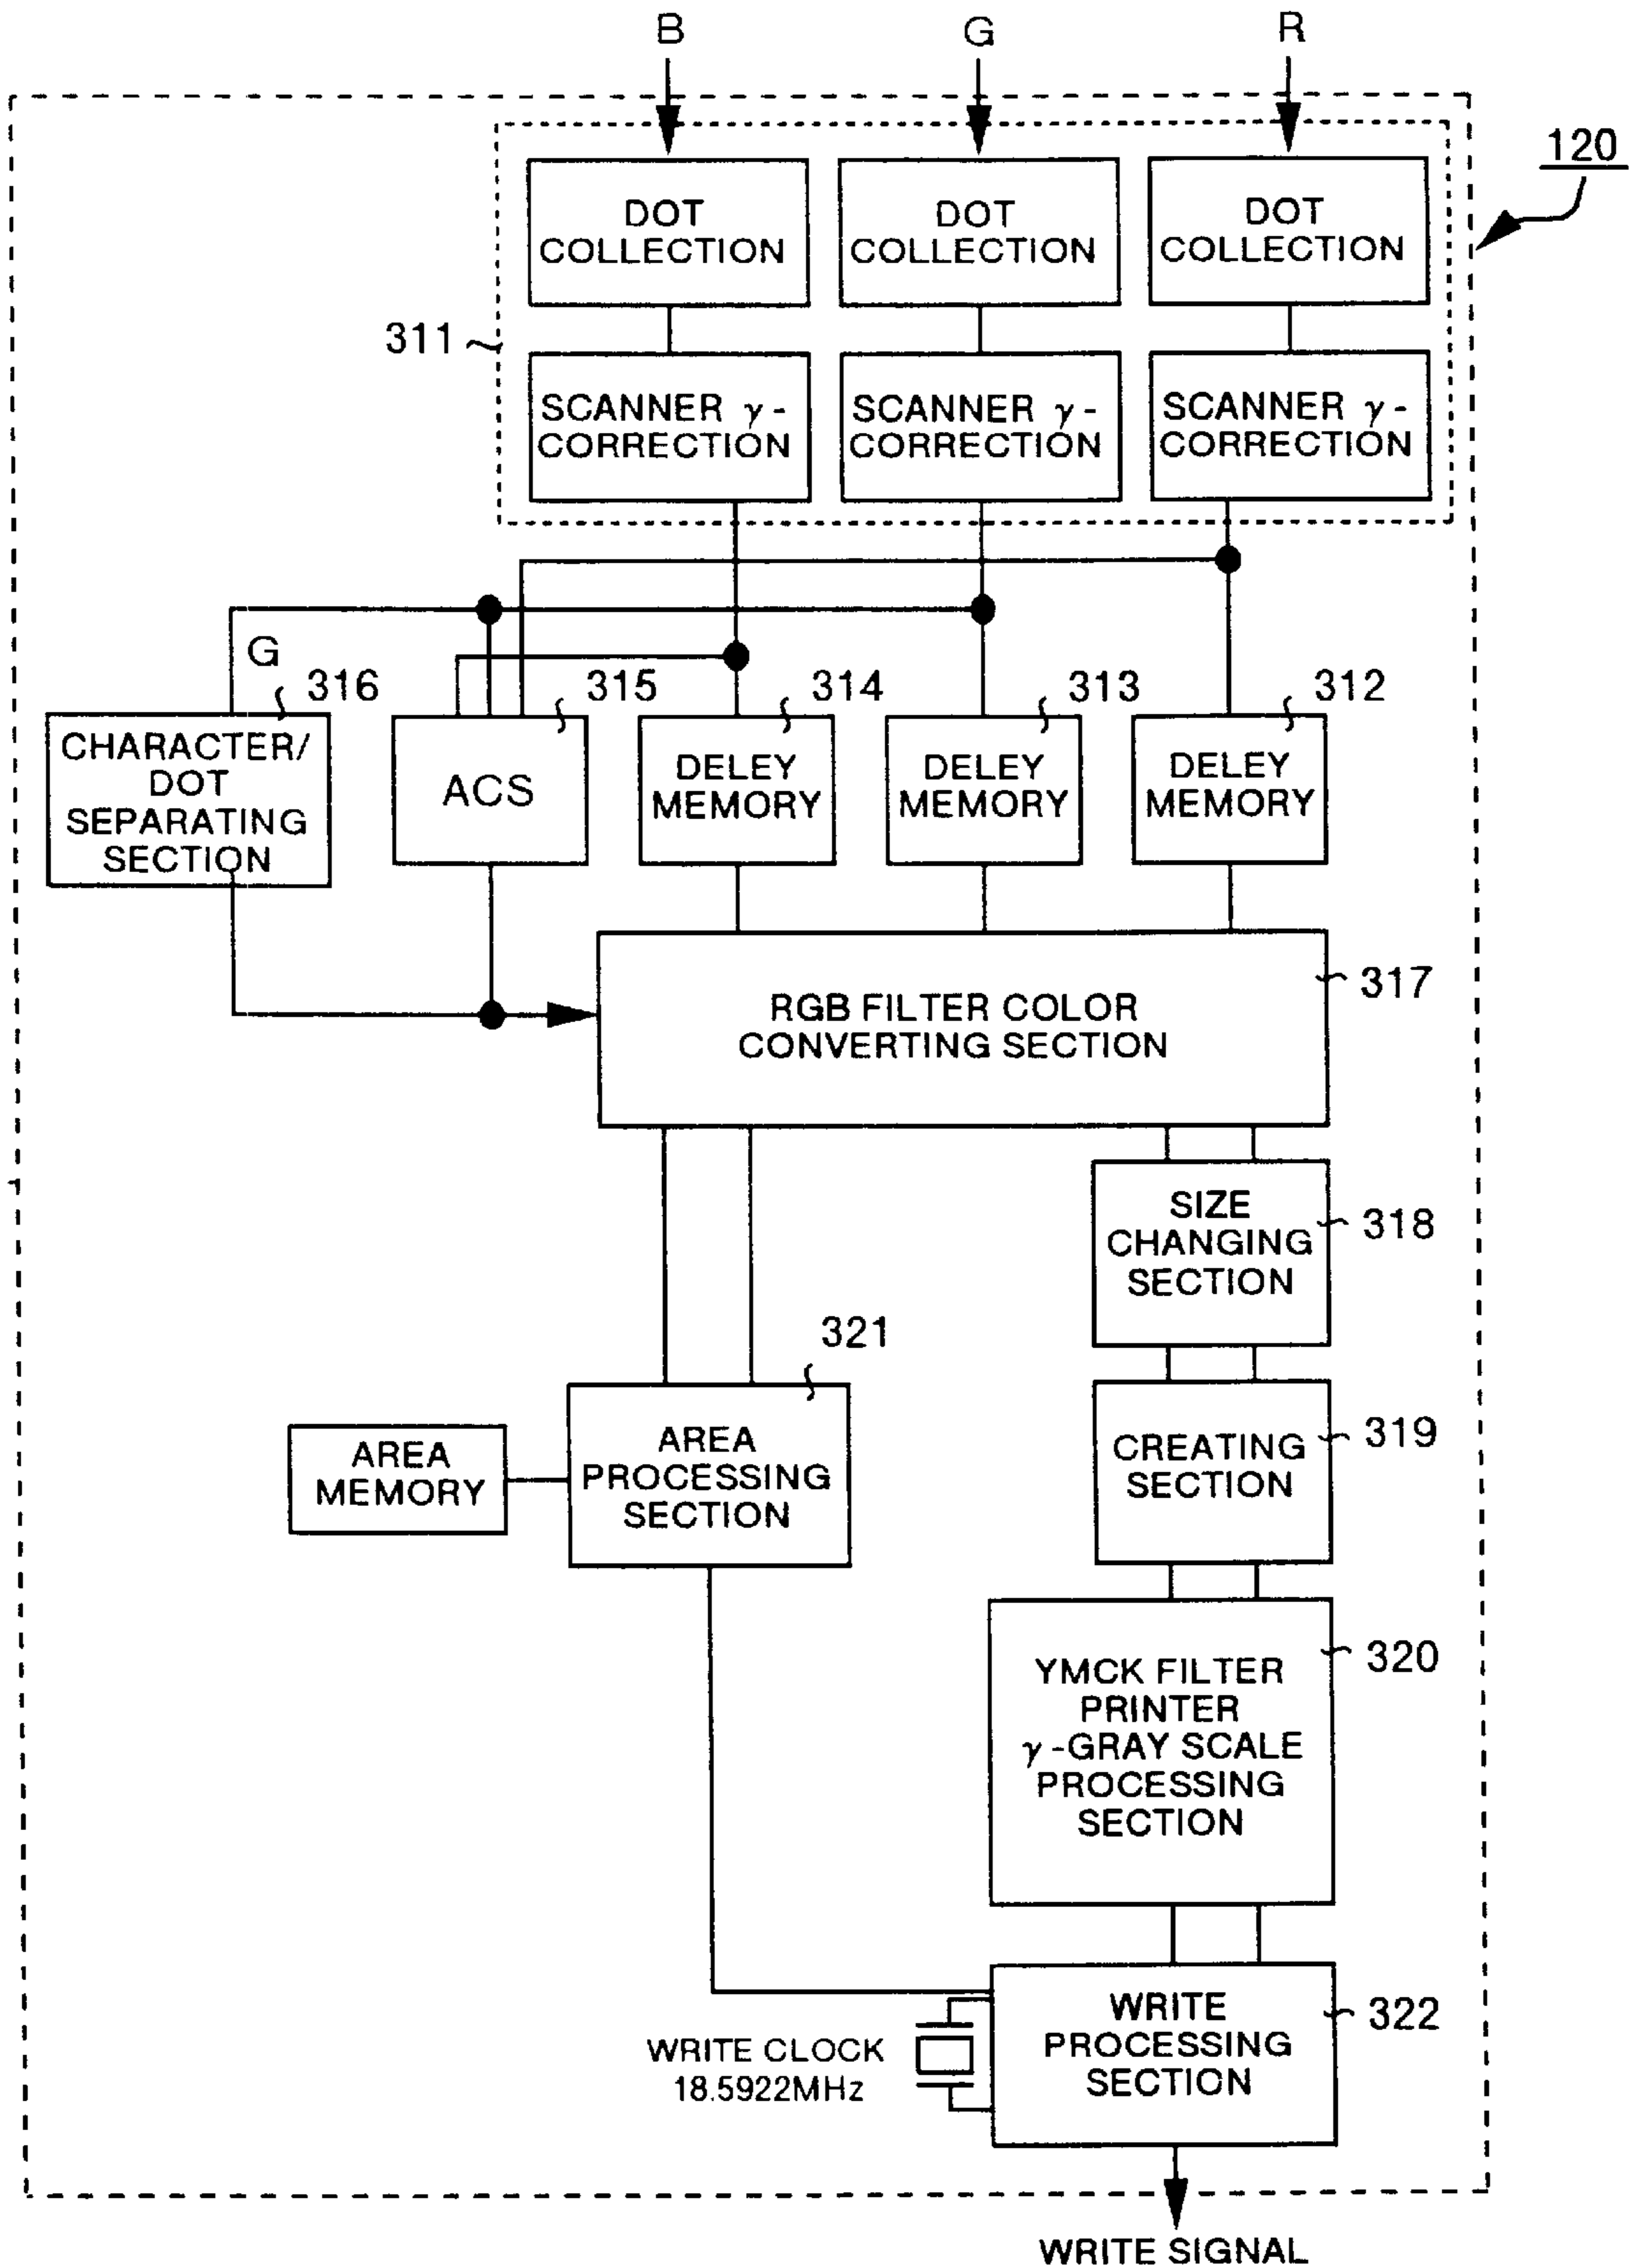 B
G
R
120
DOT
COLLECTION
DOT
COLLECTION
DOT
COLLECTION
311
SCANNER γ-
CORRECTION
SCANNER γ-
CORRECTION
SCANNER γ-
CORRECTION
G
316
315
314
313
312
CHARACTER/
DOT
SEPARATING
SECTION
ACS
DELEY
MEMORY
DELEY
MEMORY
DELEY
MEMORY
317
RGB FILTER COLOR
CONVERTING SECTION
SIZE
CHANGING
SECTION
318
321
AREA
MEMORY
AREA
PROCESSING
SECTION
CREATING
SECTION
319
YMCK FILTER
PRINTER
γ-GRAY SCALE
PROCESSING
SECTION
320
WRITE CLOCK
18.5922MHz
WRITE
PROCESSING
SECTION
322
WRITE SIGNAL